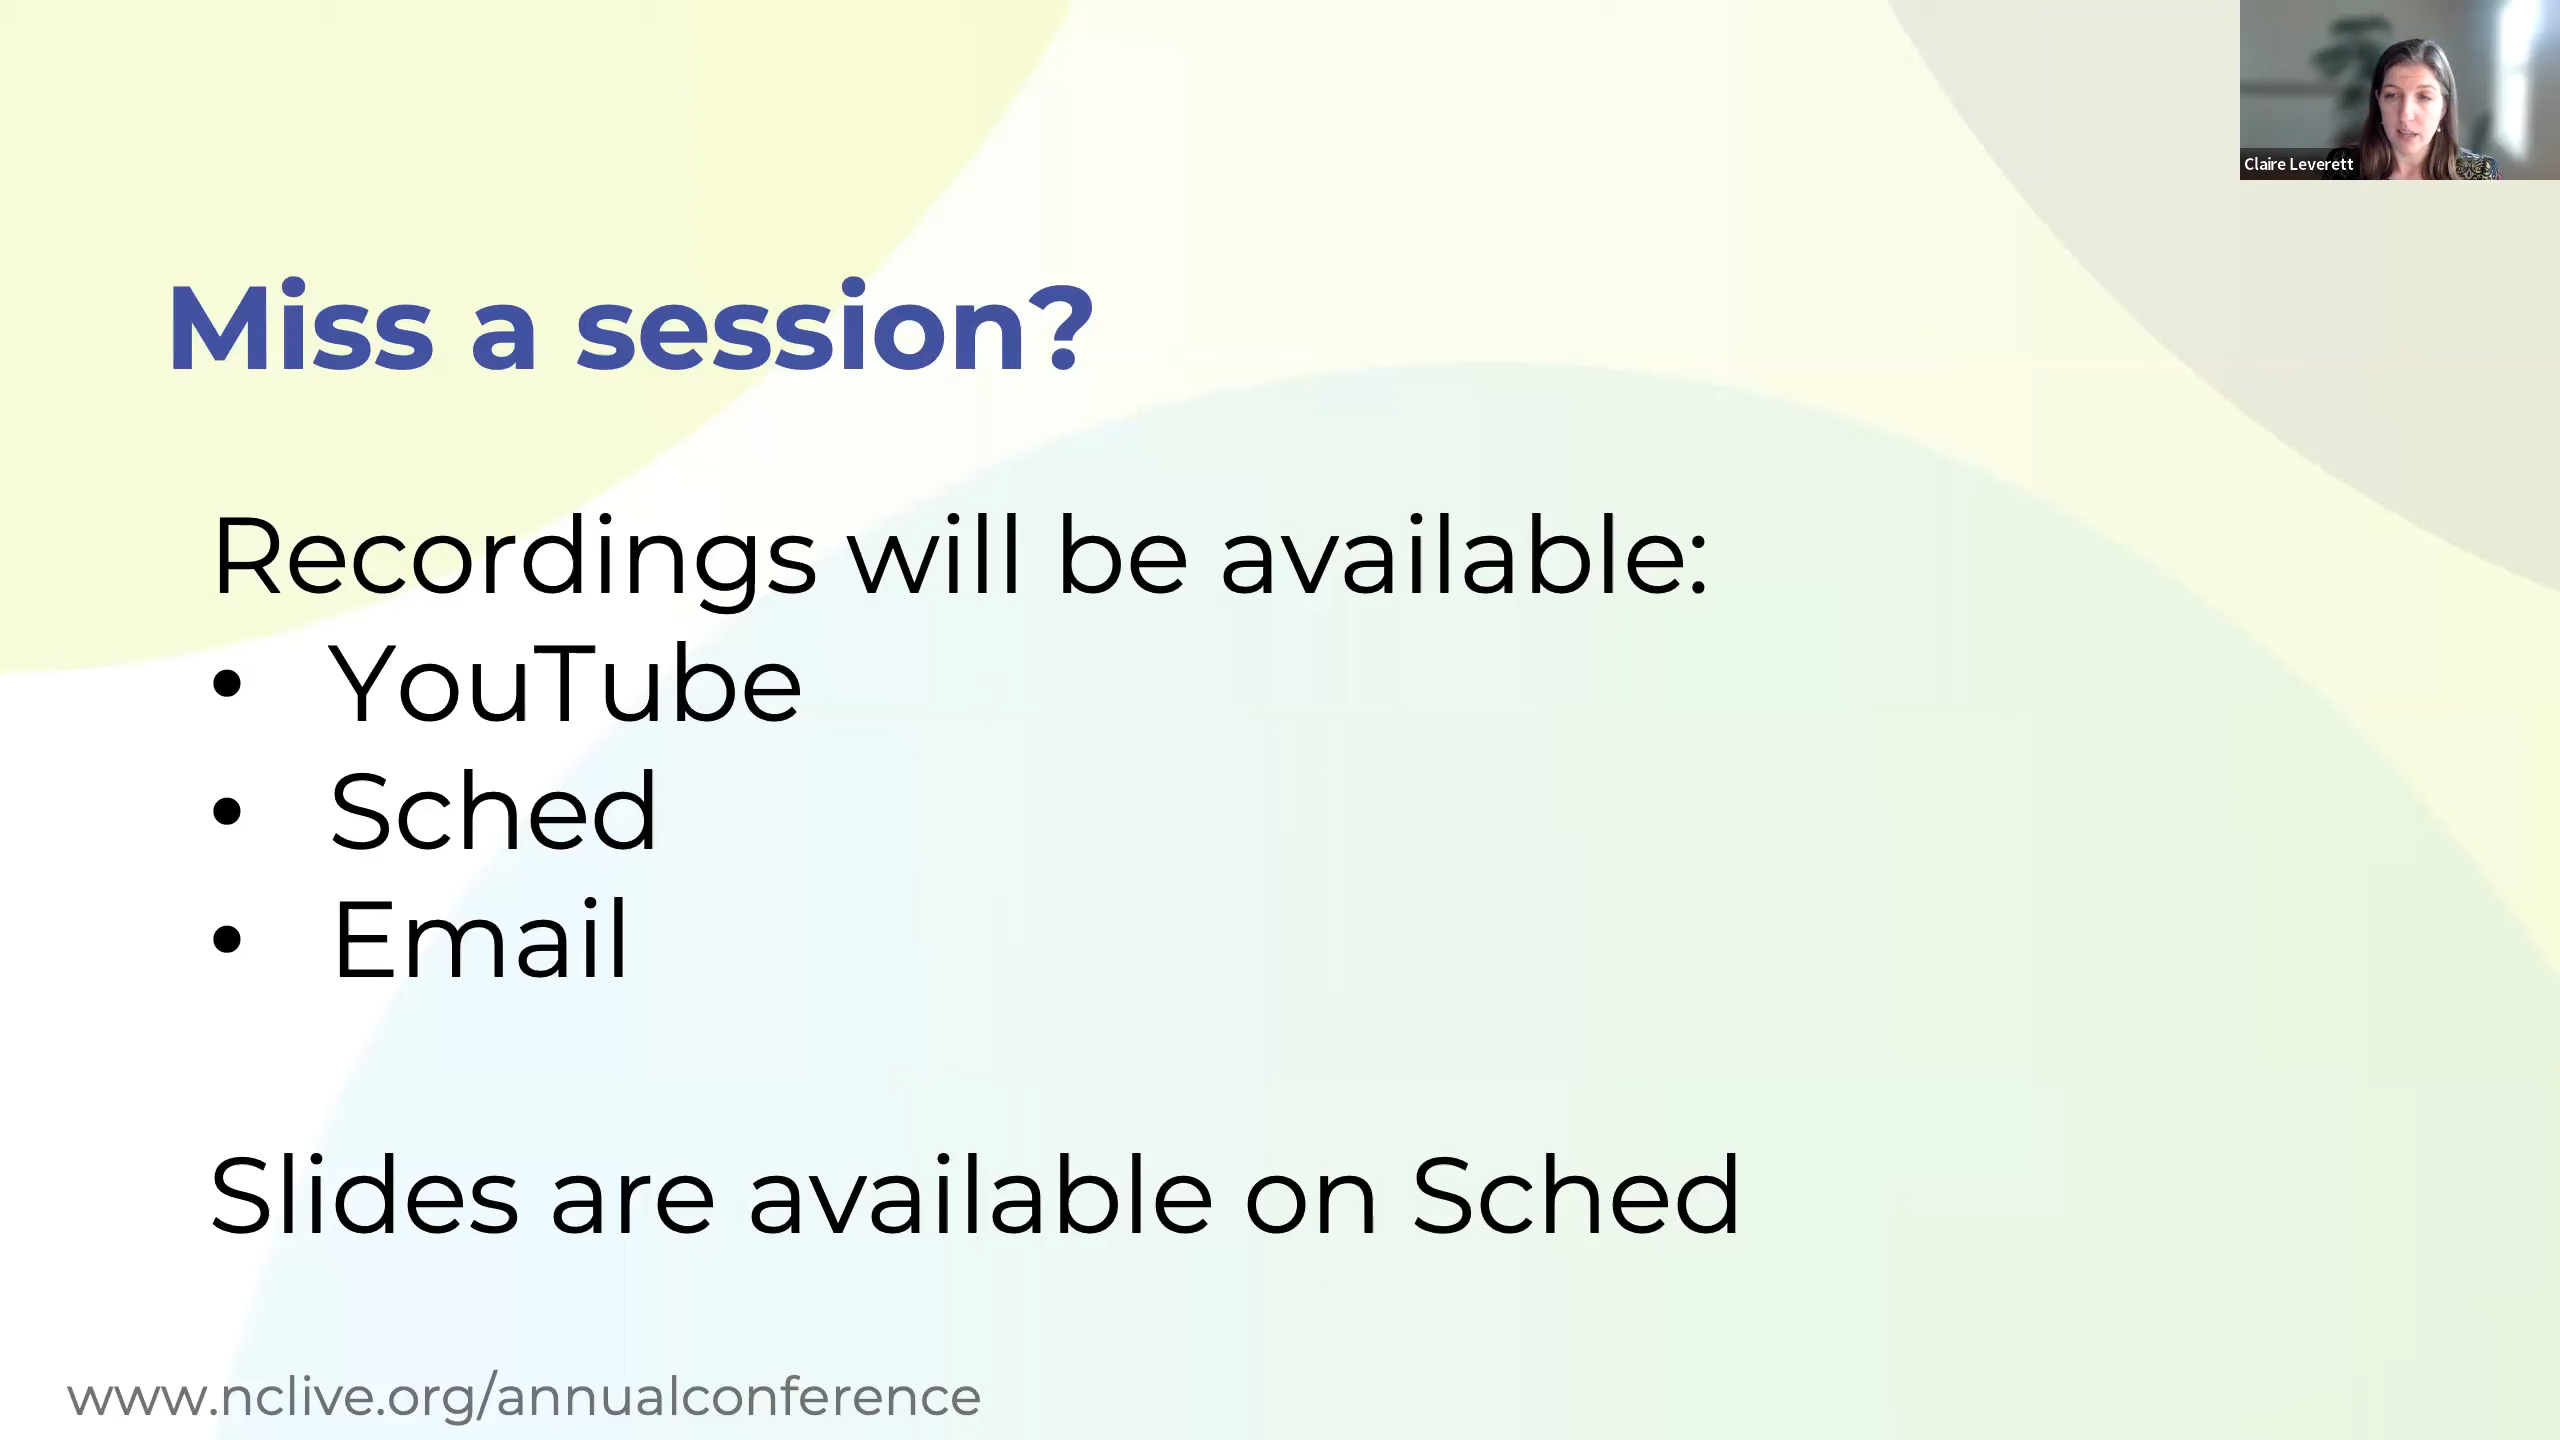 Claire Leverett
Miss a session?
Recordings will be available:
• YouTube
• Sched
• Email
Slides are available on Sched
www.nclive.org/annualconference